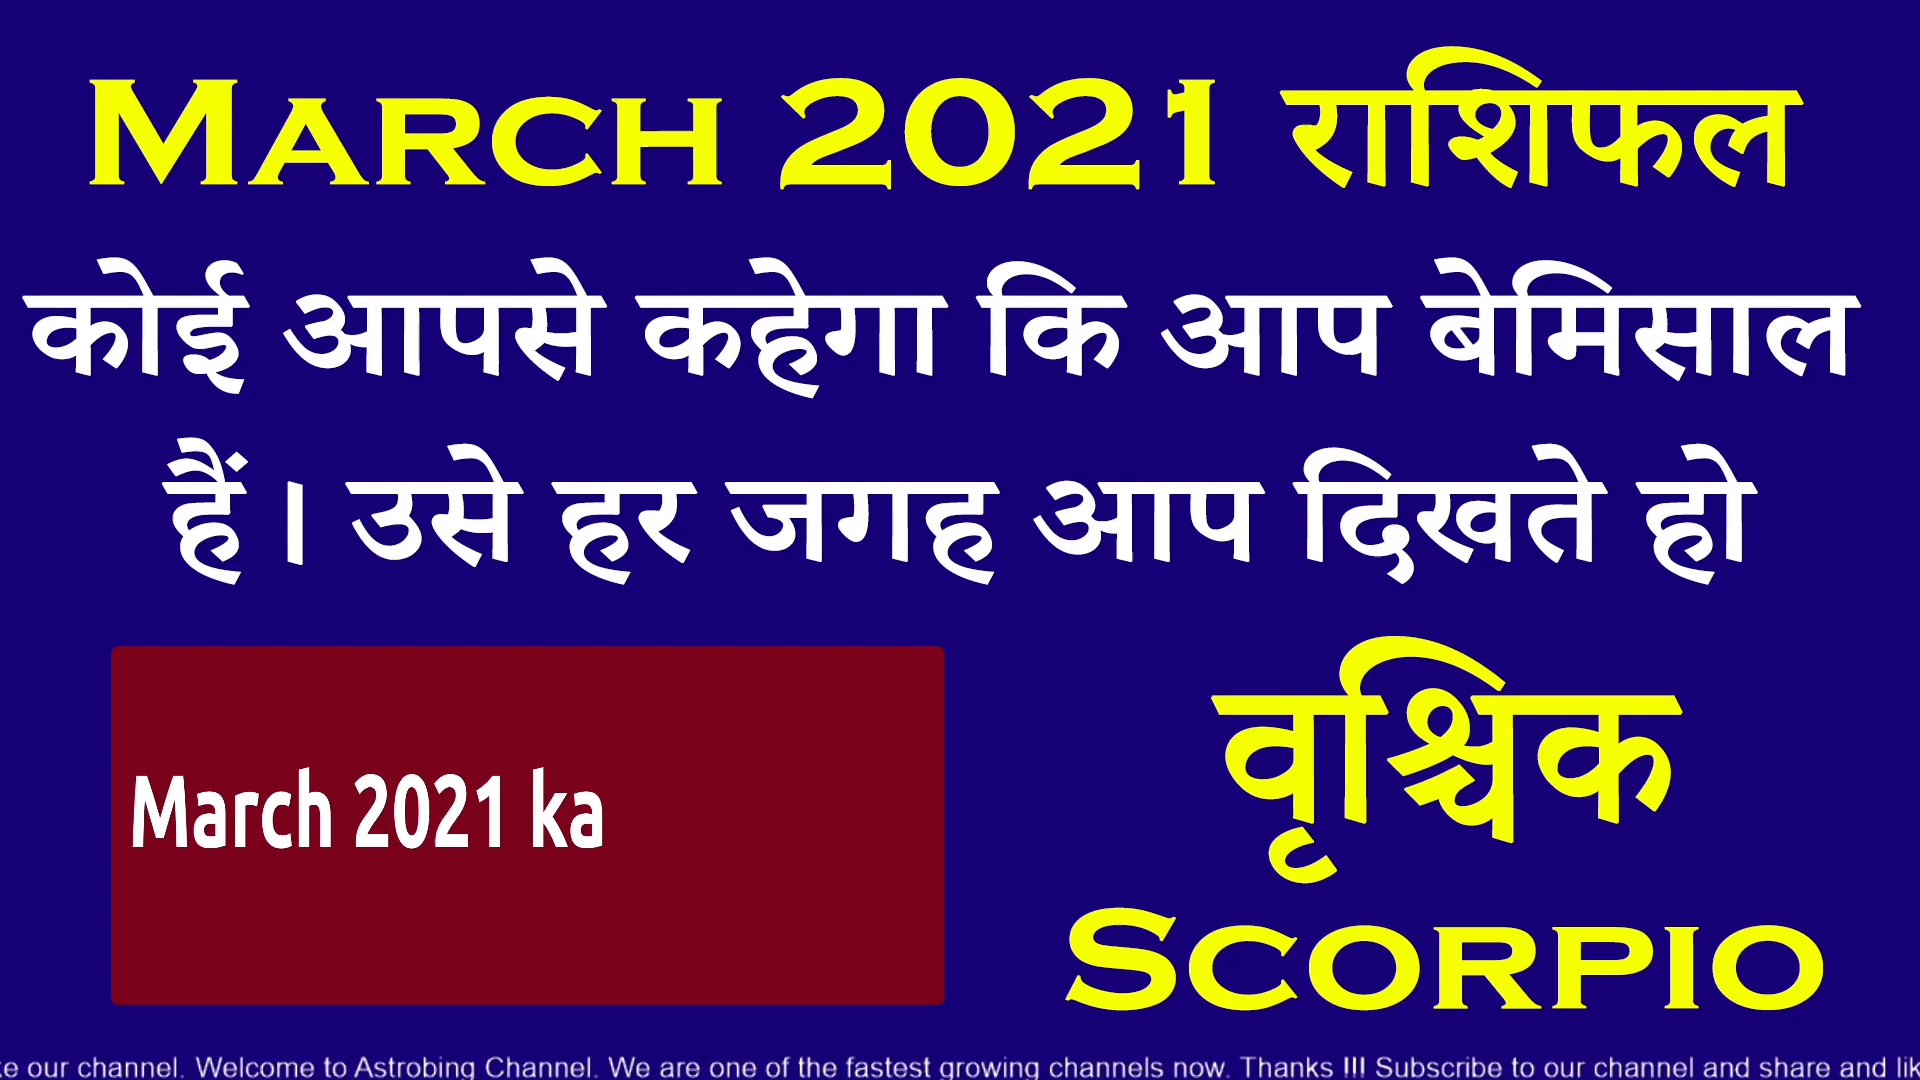 March 2021 राशिफल
कोई आपसे कहेगा कि आप बेमिसाल
हैं। उसे हर जगह आप दिखते हो
March 2021 ka
वृश्चिक
Scorpio
our channel. Welcome to Astrobing Channel. We are one of the fastest growing channels now. Thanks !!! Subscribe to our channel and share and